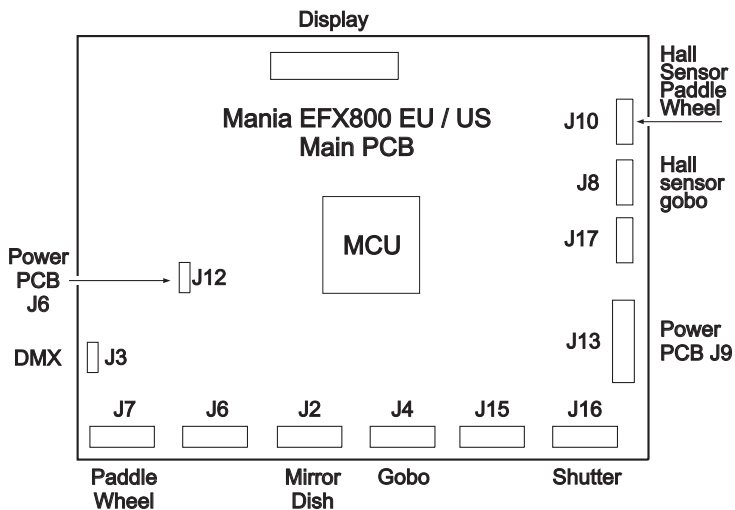 Display
Mania EFX800 EU / US
Main PCB
Hall
Sensor
Paddle
Wheel
J10
J8
Hall
sensor
gobo
J17
MCU
Power
PCB
J6
J12
J13
Power
PCB J9
DMX
J3
J7
J6
J2
J4
J15
J16
Paddle
Wheel
Mirror
Dish
Gobo
Shutter